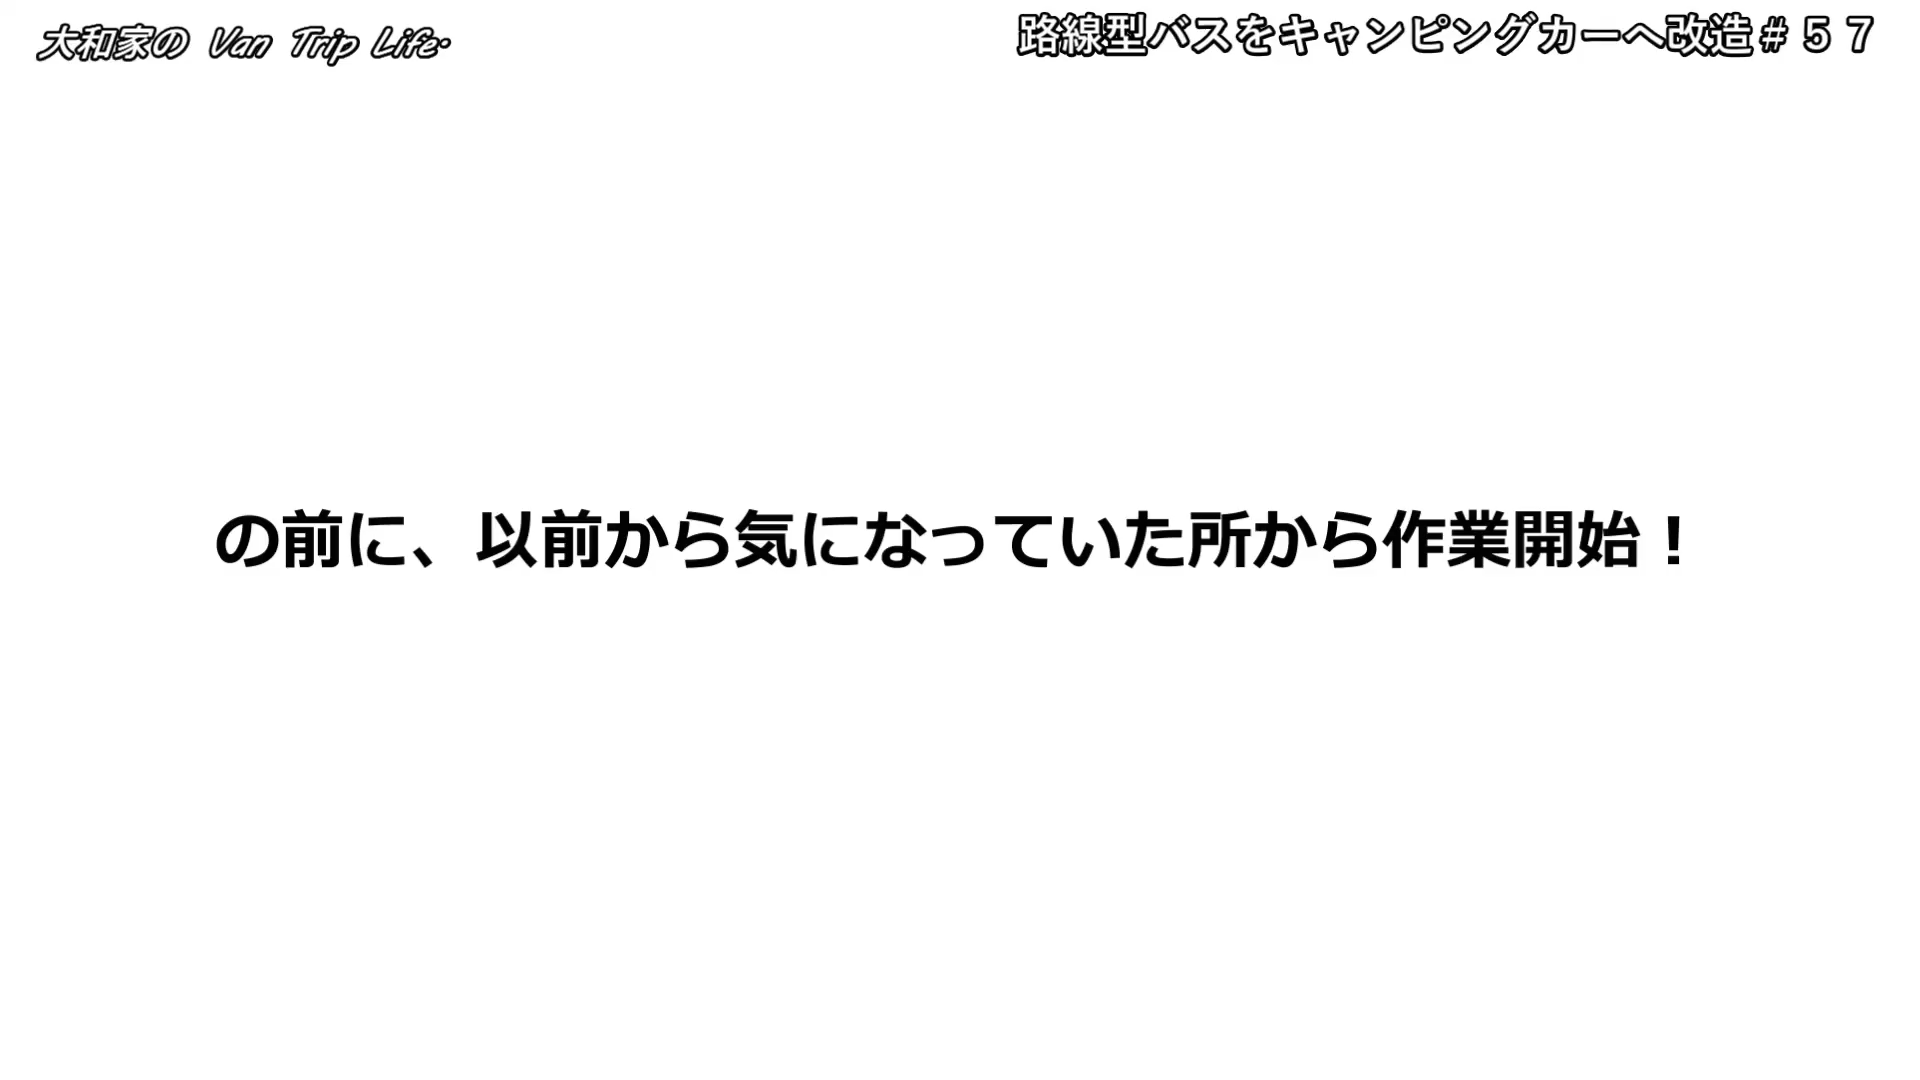 大和家の Van Trip Life・
路線型バスをキャンピングカーへ改造＃５７
の前に、以前から気になっていた所から作業開始！